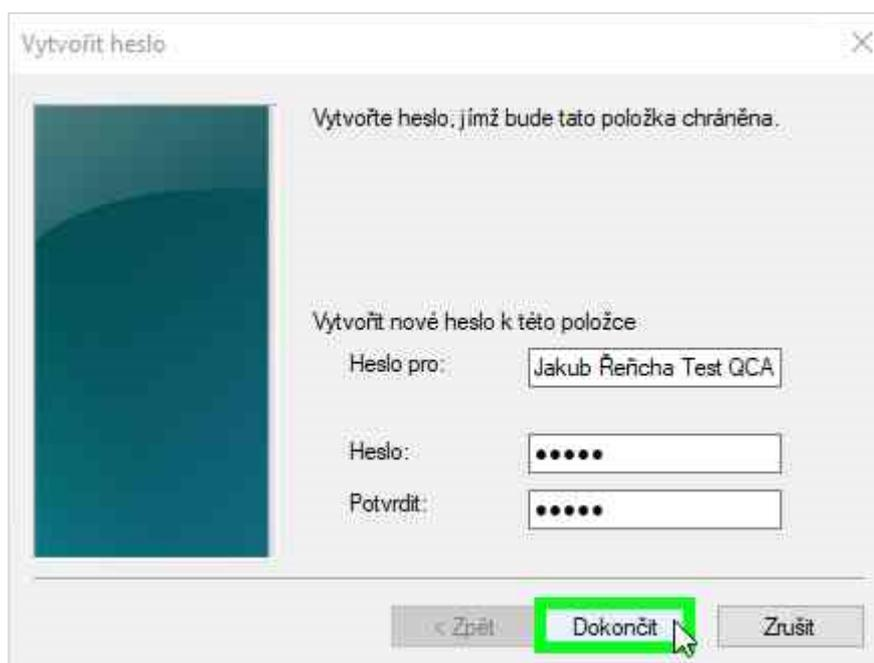 Vytvořit heslo
Vytvořte heslo, jímž bude tato položka chráněna.
Vytvořit nové heslo k této položce
Heslo pro:
Jakub Řeřicha Test QCA
Heslo:
●●●●●
Potvrdit:
●●●●●
< Zpět
Dokončit
Zrušit